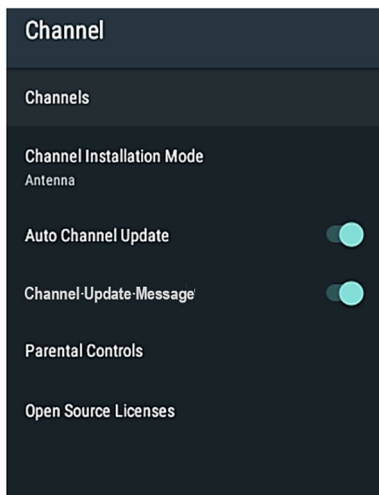 Channel
Channels
Channel Installation Mode
Antenna
Auto Channel Update
Channel·Update·Message'
Parental Controls
Open Source Licenses